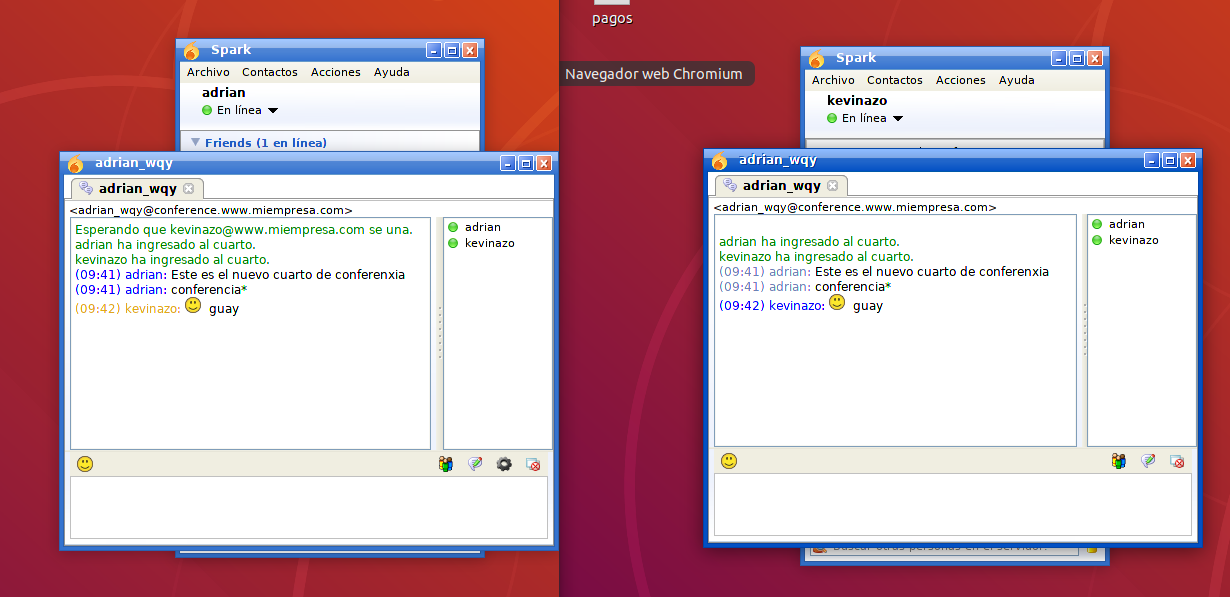 Spark
Archivo Contactos Acciones Ayuda
adrian
En línea
Friends (1 en línea)
adrian_wqy
adrian_wqy
<adrian_wqy@conference.www.miempresa.com>
Esperando que kevinazo@www.miempresa.com se una.
adrian ha ingresado al cuarto.
kevinazo ha ingresado al cuarto.
(09:41) adrian: Este es el nuevo cuarto de conferenxia
(09:41) adrian: conferencia*
(09:42) kevinazo: guay
adrian
kevinazo
pagos
Navegador web Chromium
Spark
Archivo Contactos Acciones Ayuda
kevinazo
En línea
adrian_wqy
adrian_wqy
<adrian_wqy@conference.www.miempresa.com>
adrian ha ingresado al cuarto.
kevinazo ha ingresado al cuarto.
(09:41) adrian: Este es el nuevo cuarto de conferenxia
(09:41) adrian: conferencia*
(09:42) kevinazo: guay
adrian
kevinazo
Buscar otras personas en el servidor.